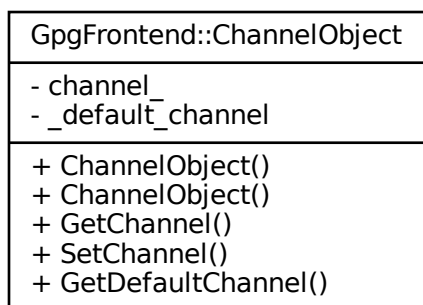 GpgFrontend::ChannelObject
- channel_
- _default_channel
+ ChannelObject()
+ ChannelObject()
+ GetChannel()
+ SetChannel()
+ GetDefaultChannel()